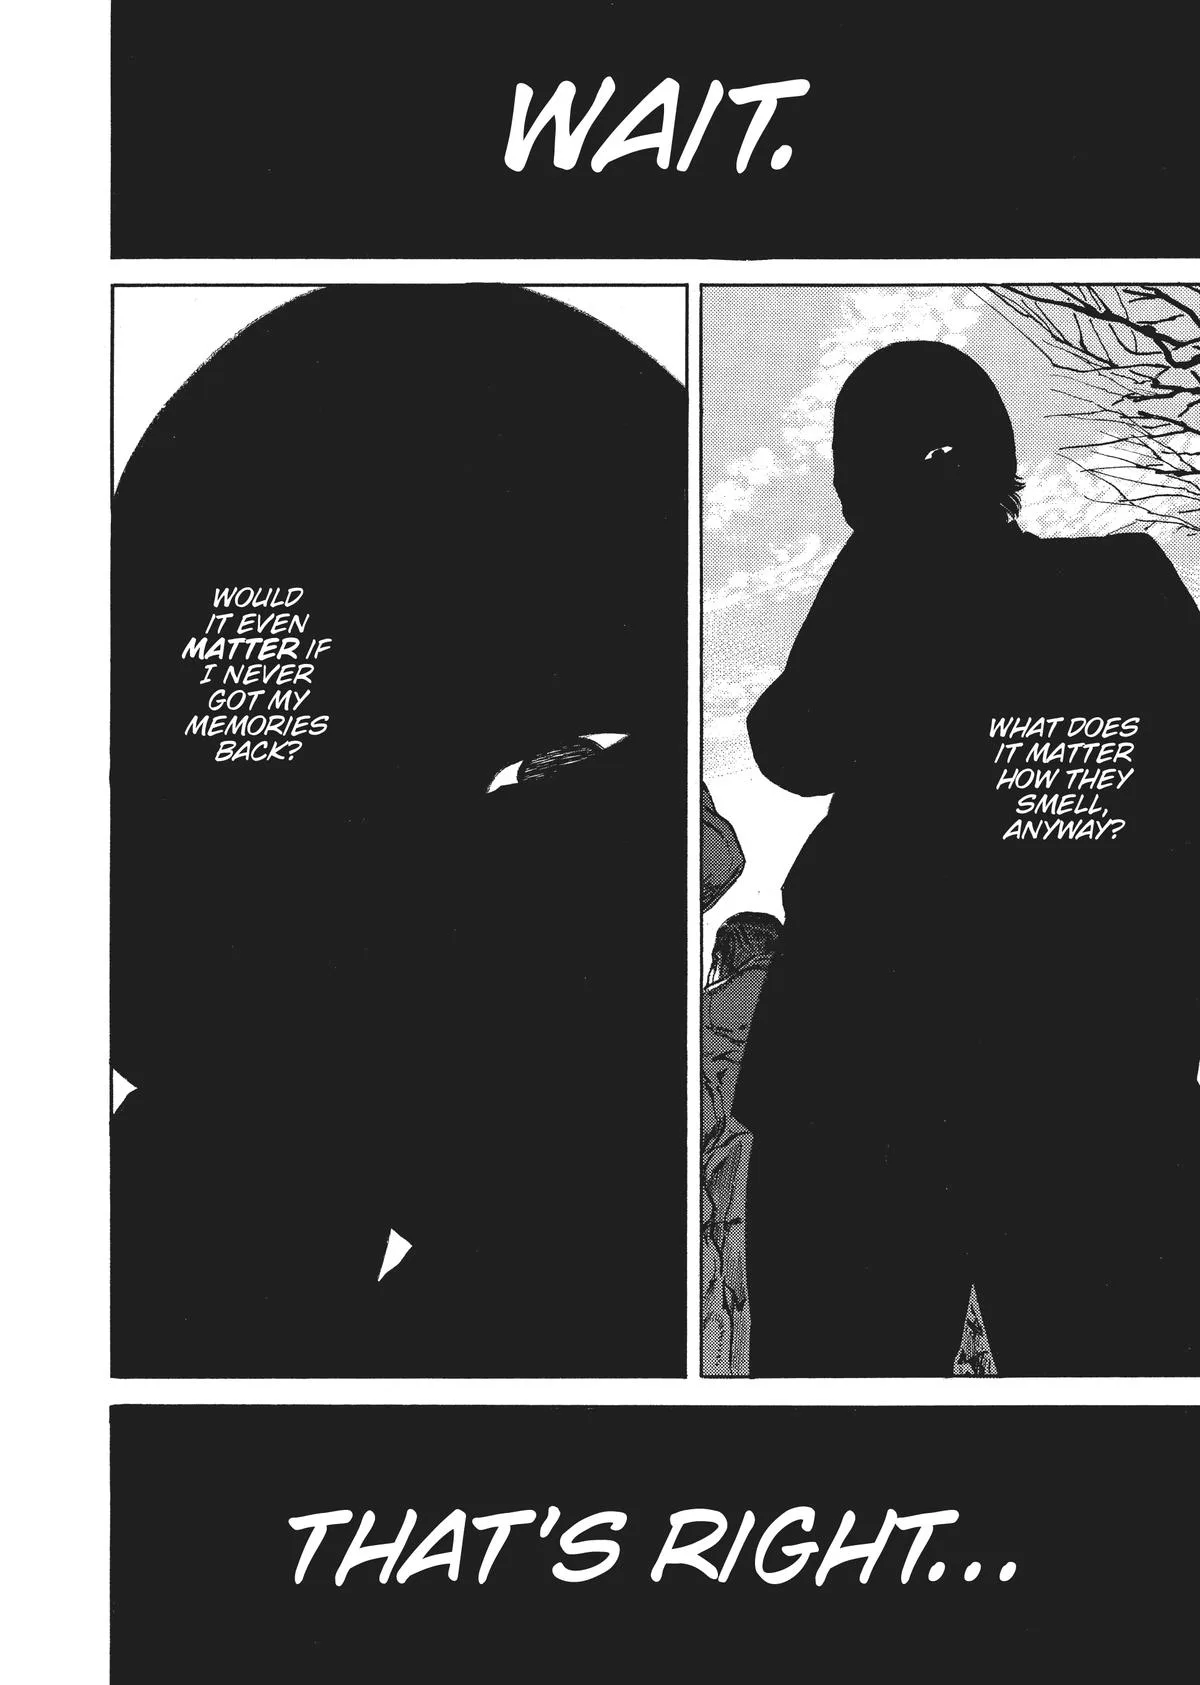 WAIT.
WHAT DOES
IT MATTER
HOW THEY
SMELL,
ANYWAY?
WOULD
IT EVEN
MATTER IF
I NEVER
GOT MY
MEMORIES
BACK?
THAT'S RIGHT...